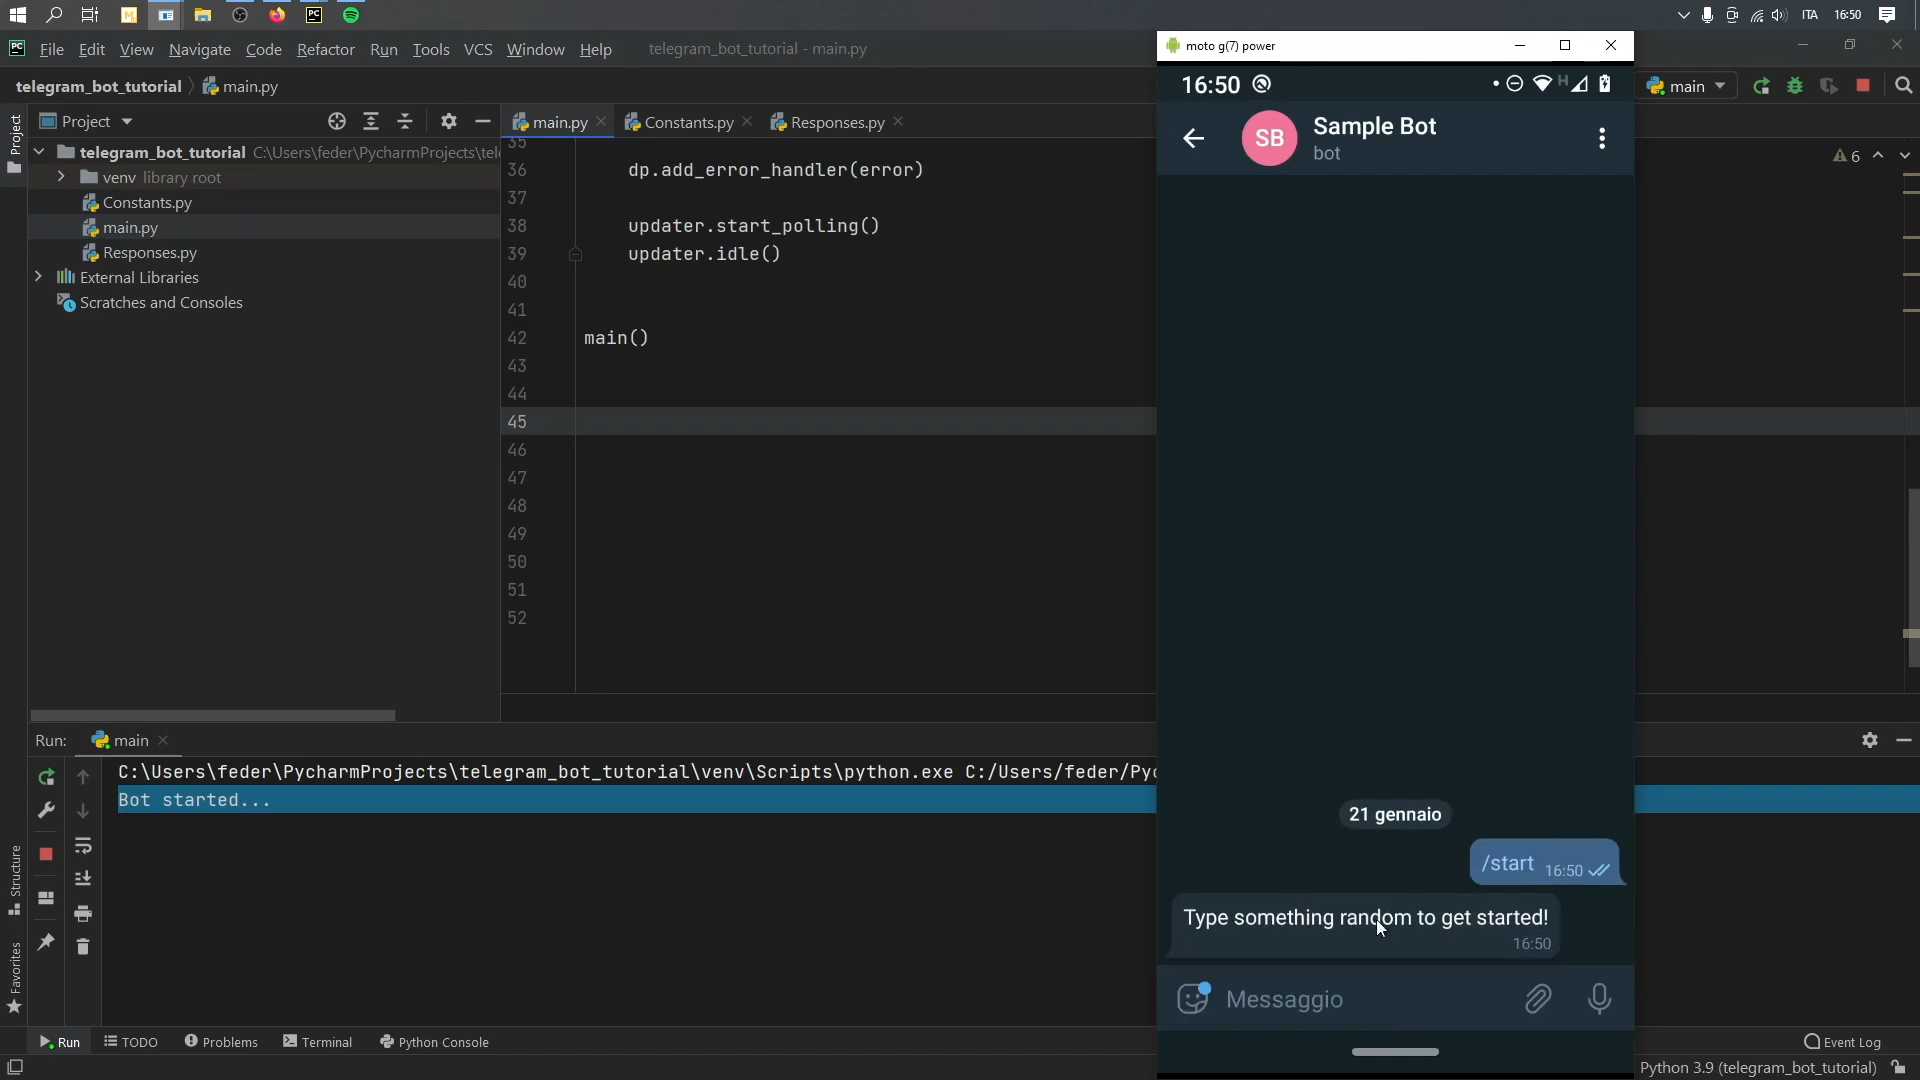 ITA 16:50
File Edit View Navigate Code Refactor Run Tools VCS Window Help telegram_bot_tutorial - main.py
telegram_bot_tutorial main.py
main
Project
Project
telegram_bot_tutorial C:\Users\feder\PycharmProjects\tel
venv library root
Constants.py
main.py
Responses.py
External Libraries
Scratches and Consoles
main.py Constants.py Responses.py
6
35
36 dp.add_error_handler(error)
37
38 updater.start_polling()
39 updater.idle()
40
41
42 main()
43
44
45
46
47
48
49
50
51
52
moto g(7) power
16:50
H
SB Sample Bot
bot
21 gennaio
/start 16:50
Type something random to get started!
16:50
Messaggio
Run: main
C:\Users\feder\PycharmProjects\telegram_bot_tutorial\venv\Scripts\python.exe C:/Users/feder/Pyc
Bot started...
Structure
Favorites
Run TODO Problems Terminal Python Console Event Log
Python 3.9 (telegram_bot_tutorial)